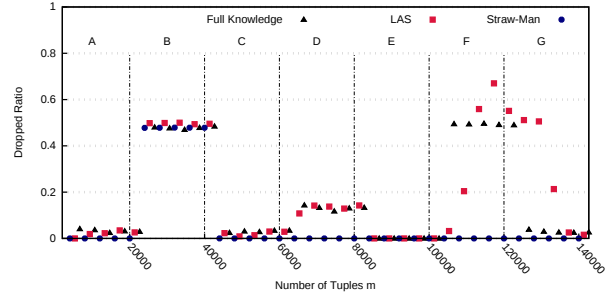 Full Knowledge LAS Straw-Man
1
A B C D E F G
0.8
0.6
0.4
0.2
0
Dropped Ratio
20000 40000 60000 80000 100000 120000 140000
Number of Tuples m